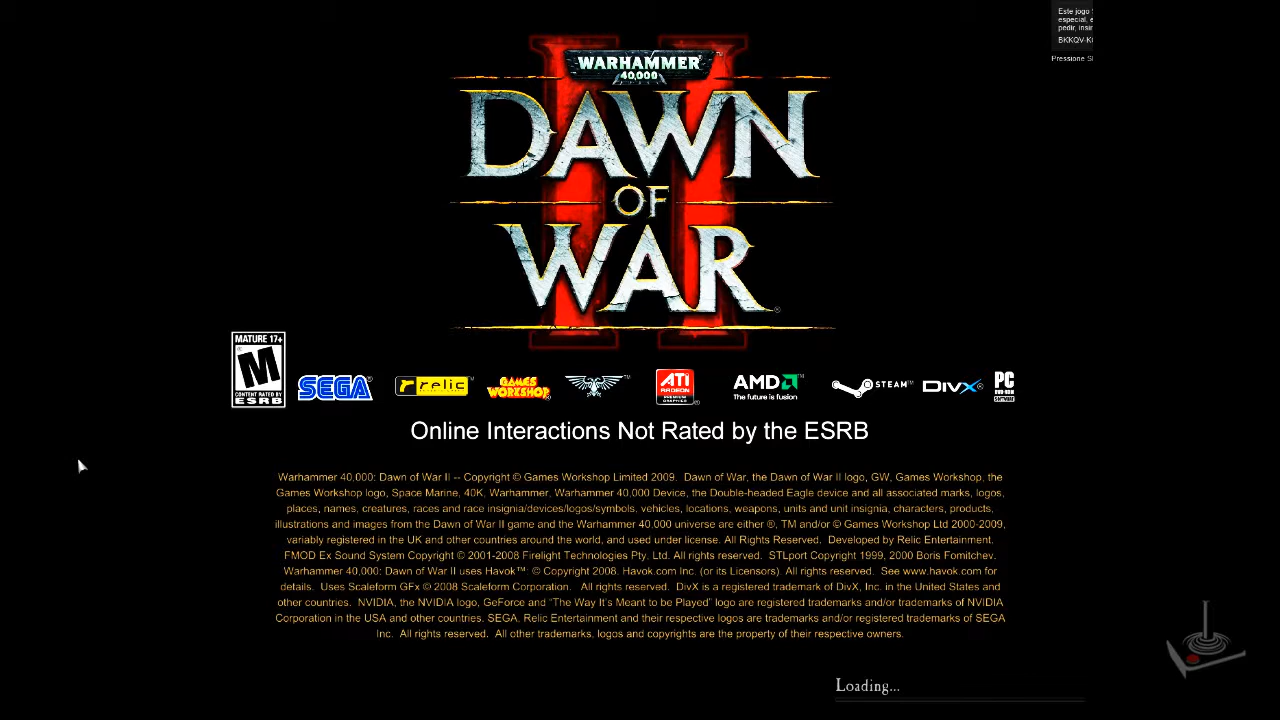 Este jogo
especial, e
pedir, insir
BKKQV-K
Pressione S
WARHAMMER
40,000
DAWN
OF
WAR
MATURE 17+
M
CONTENT RATED BY
ESRB
SEGA
relic
GAMES
WORKSHOP
ATI
RADEON
PREMIUM
GRAPHICS
AMD
The future is fusion
STEAM™
DIVX
PC
DVD-ROM
SOFTWARE
Online Interactions Not Rated by the ESRB
Warhammer 40,000: Dawn of War II -- Copyright © Games Workshop Limited 2009. Dawn of War, the Dawn of War II logo, GW, Games Workshop, the
Games Workshop logo, Space Marine, 40K, Warhammer, Warhammer 40,000 Device, the Double-headed Eagle device and all associated marks, logos,
places, names, creatures, races and race insignia/devices/logos/symbols, vehicles, locations, weapons, units and unit insignia, characters, products,
illustrations and images from the Dawn of War II game and the Warhammer 40,000 universe are either ®, TM and/or © Games Workshop Ltd 2000-2009,
variably registered in the UK and other countries around the world, and used under license. All Rights Reserved. Developed by Relic Entertainment.
FMOD Ex Sound System Copyright © 2001-2008 Firelight Technologies Pty, Ltd. All rights reserved. STLport Copyright 1999, 2000 Boris Fomitchev.
Warhammer 40,000: Dawn of War II uses Havok™: © Copyright 2008. Havok.com Inc. (or its Licensors). All rights reserved. See www.havok.com for
details. Uses Scaleform GFx © 2008 Scaleform Corporation. All rights reserved. DivX is a registered trademark of DivX, Inc. in the United States and
other countries. NVIDIA, the NVIDIA logo, GeForce and “The Way It’s Meant to be Played” logo are registered trademarks and/or trademarks of NVIDIA
Corporation in the USA and other countries. SEGA, Relic Entertainment and their respective logos are trademarks and/or registered trademarks of SEGA
Inc. All rights reserved. All other trademarks, logos and copyrights are the property of their respective owners.
Loading...